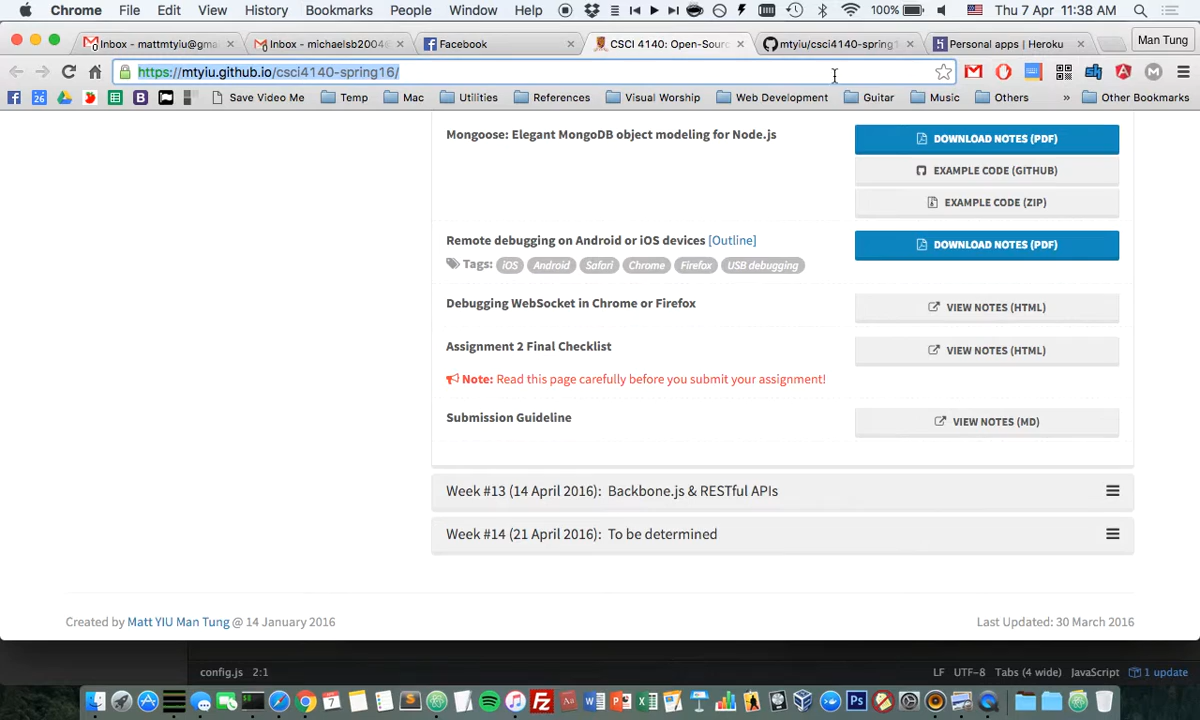 Chrome File Edit View History Bookmarks People Window Help 100% Thu 7 Apr 11:38 AM
Inbox - mattmtyiu@gma Inbox - michaelsb2004@ Facebook CSCI 4140: Open-Sour mtyiu/csci4140-spring1 Personal apps | Heroku Man Tung
https://mtyiu.github.io/csci4140-spring16/
26 Save Video Me Temp Mac Utilities References Visual Worship Web Development Guitar Music Others » Other Bookmarks
Mongoose: Elegant MongoDB object modeling for Node.js
DOWNLOAD NOTES (PDF)
EXAMPLE CODE (GITHUB)
EXAMPLE CODE (ZIP)
Remote debugging on Android or iOS devices [Outline]
DOWNLOAD NOTES (PDF)
Tags: iOS Android Safari Chrome Firefox USB debugging
Debugging WebSocket in Chrome or Firefox
VIEW NOTES (HTML)
Assignment 2 Final Checklist
VIEW NOTES (HTML)
Note: Read this page carefully before you submit your assignment!
Submission Guideline
VIEW NOTES (MD)
Week #13 (14 April 2016): Backbone.js & RESTful APIs
Week #14 (21 April 2016): To be determined
Created by Matt YIU Man Tung @ 14 January 2016
Last Updated: 30 March 2016
config.js 2:1 LF UTF-8 Tabs (4 wide) JavaScript 1 update